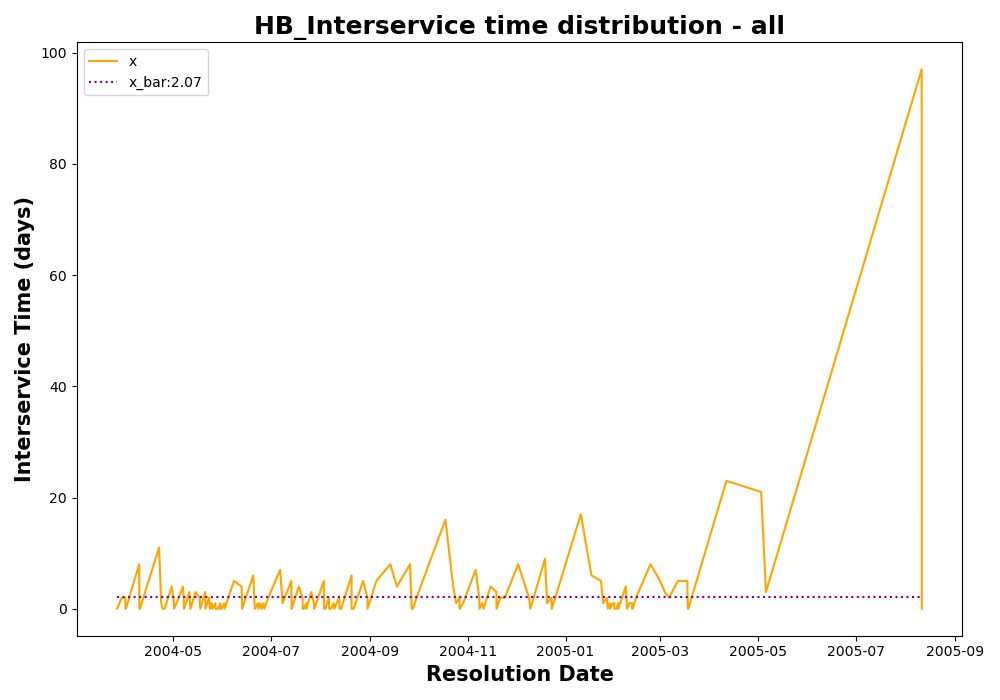 HB_Interservice time distribution - all
x
x_bar:2.07
Interservice Time (days)
100
80
60
40
20
0
2004-05 2004-07 2004-09 2004-11 2005-01 2005-03 2005-05 2005-07 2005-09
Resolution Date